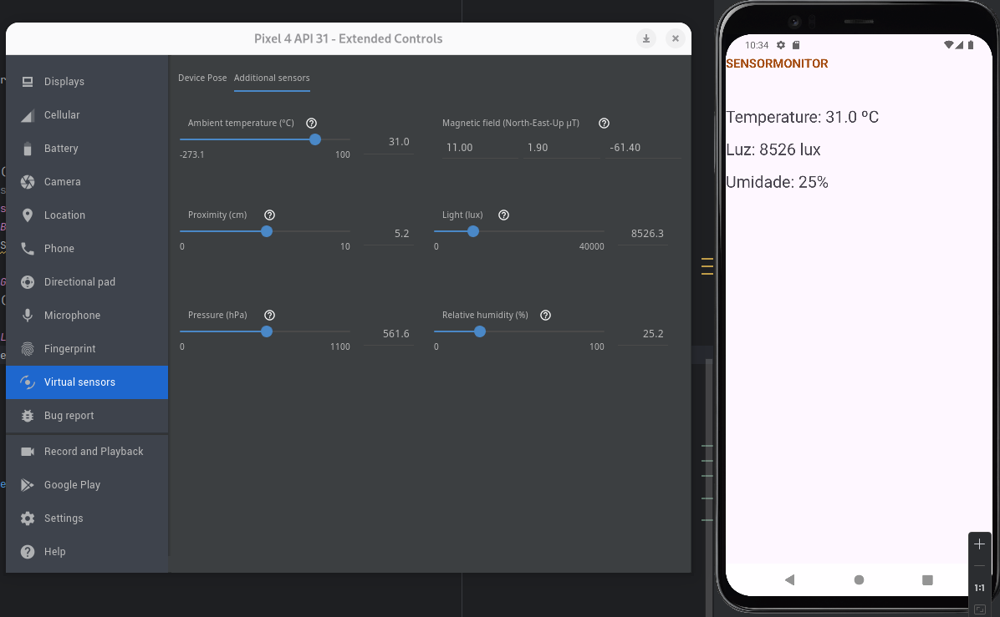 Pixel 4 API 31 - Extended Controls
Displays
Cellular
Battery
Camera
Location
Phone
Directional pad
Microphone
Fingerprint
Virtual sensors
Bug report
Record and Playback
Google Play
Settings
Help
Device Pose Additional sensors
Ambient temperature (°C) ?
31.0
-273.1 100
Magnetic field (North-East-Up µT) ?
11.00 1.90 -61.40
Proximity (cm) ?
5.2
0 10
Light (lux) ?
8526.3
0 40000
Pressure (hPa) ?
561.6
0 1100
Relative humidity (%) ?
25.2
0 100
10:34
SENSORMONITOR
Temperature: 31.0 ºC
Luz: 8526 lux
Umidade: 25%
1:1